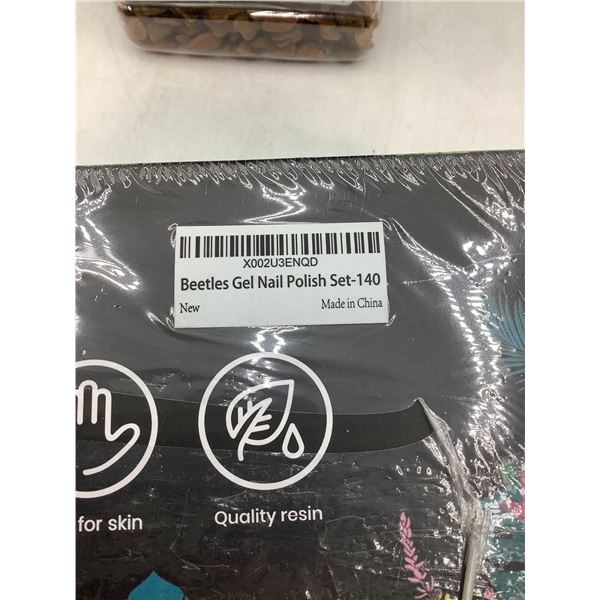 X002U3ENQD
Beetles Gel Nail Polish Set-140
New Made in China
for skin
Quality resin